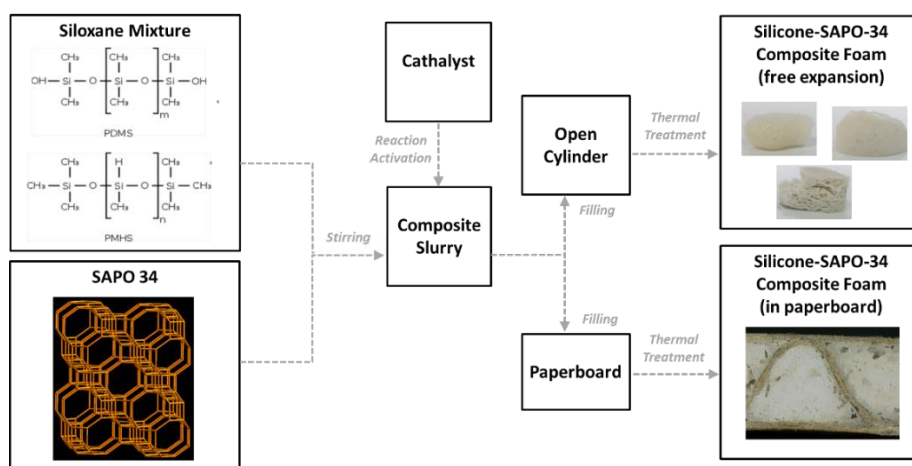 Siloxane Mixture
CH₃ CH₃ CH₃
OH Si O Si O Si OH
CH₃ CH₃ CH₃
m
PDMS
CH₃ H CH₃
CH₃ Si O Si O Si CH₃
CH₃ CH₃ CH₃
n
PMHS
SAPO 34
Stirring
Cathalyst
Reaction
Activation
Composite
Slurry
Open
Cylinder
Filling
Filling
Paperboard
Thermal
Treatment
Thermal
Treatment
Silicone-SAPO-34
Composite Foam
(free expansion)
Silicone-SAPO-34
Composite Foam
(in paperboard)